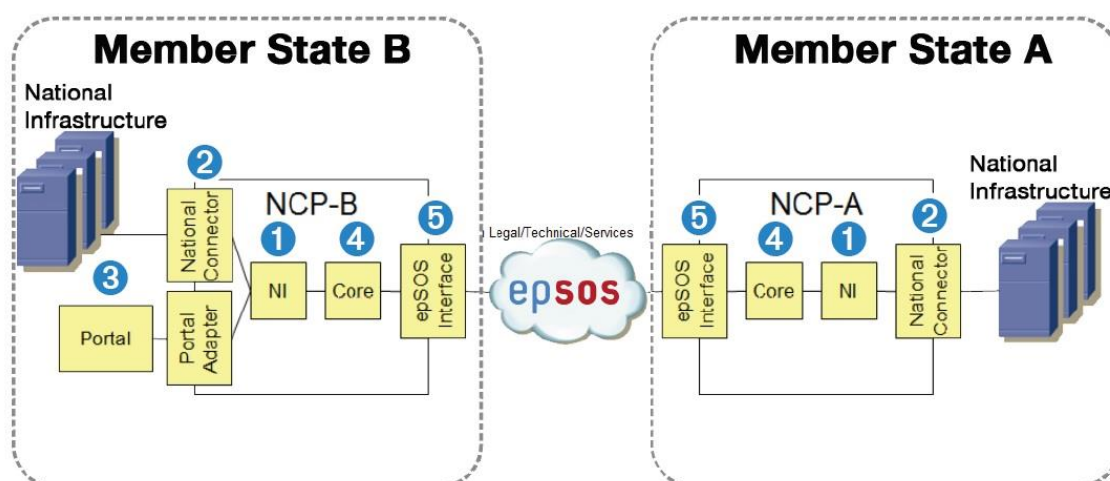 Member State B
National
Infrastructure
2
National
Connector
NCP-B
1
4
5
NI
Core
epSOS
Interface
3
Portal
Portal
Adapter
Legal/Technical/Services
epsos
Member State A
NCP-A
5
4
1
2
epSOS
Interface
Core
NI
National
Connector
National
Infrastructure